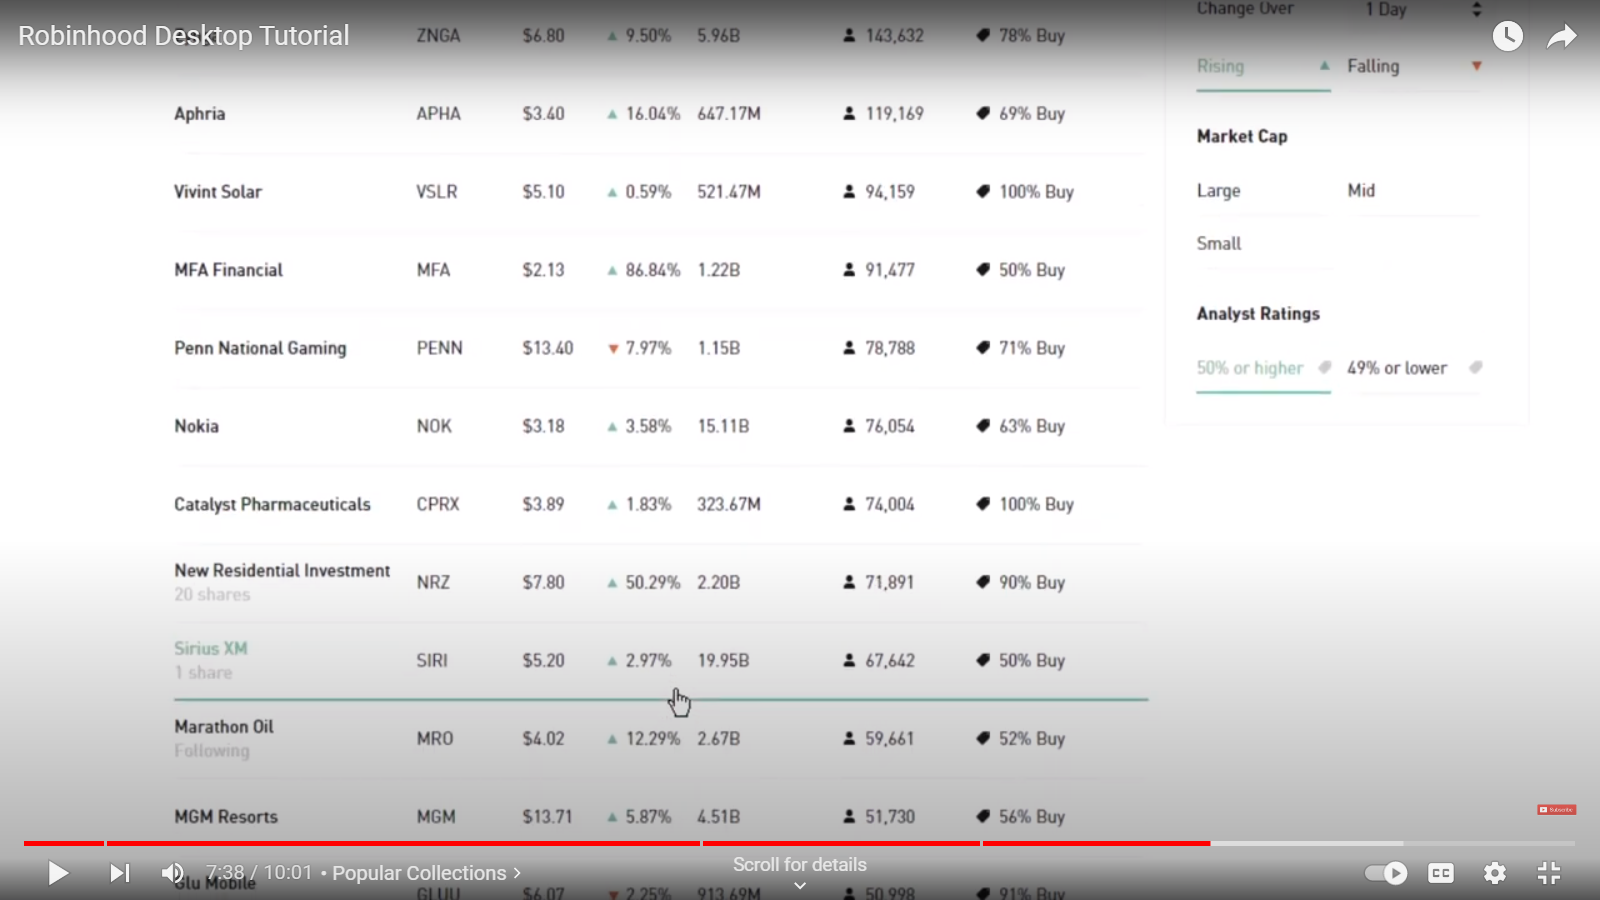 Robinhood Desktop Tutorial
Change Over 1 Day
ZNGA $6.80 9.50% 5.96B 143,632 78% Buy
Rising Falling
Aphria APHA $3.40 16.04% 647.17M 119,169 69% Buy
Market Cap
Vivint Solar VSLR $5.10 0.59% 521.47M 94,159 100% Buy
Large Mid
Small
MFA Financial MFA $2.13 86.84% 1.22B 91,477 50% Buy
Analyst Ratings
Penn National Gaming PENN $13.40 7.97% 1.15B 78,788 71% Buy
50% or higher 49% or lower
Nokia NOK $3.18 3.58% 15.11B 76,054 63% Buy
Catalyst Pharmaceuticals CPRX $3.89 1.83% 323.67M 74,004 100% Buy
New Residential Investment NRZ $7.80 50.29% 2.20B 71,891 90% Buy
20 shares
Sirius XM SIRI $5.20 2.97% 19.95B 67,642 50% Buy
1 share
Marathon Oil MRO $4.02 12.29% 2.67B 59,661 52% Buy
Following
MGM Resorts MGM $13.71 5.87% 4.51B 51,730 56% Buy
Subscribe
7:38 / 10:01 • Popular Collections
Scroll for details
CC
Glu Mobile GLUU $6.07 2.25% 913.69M 50,998 91% Buy